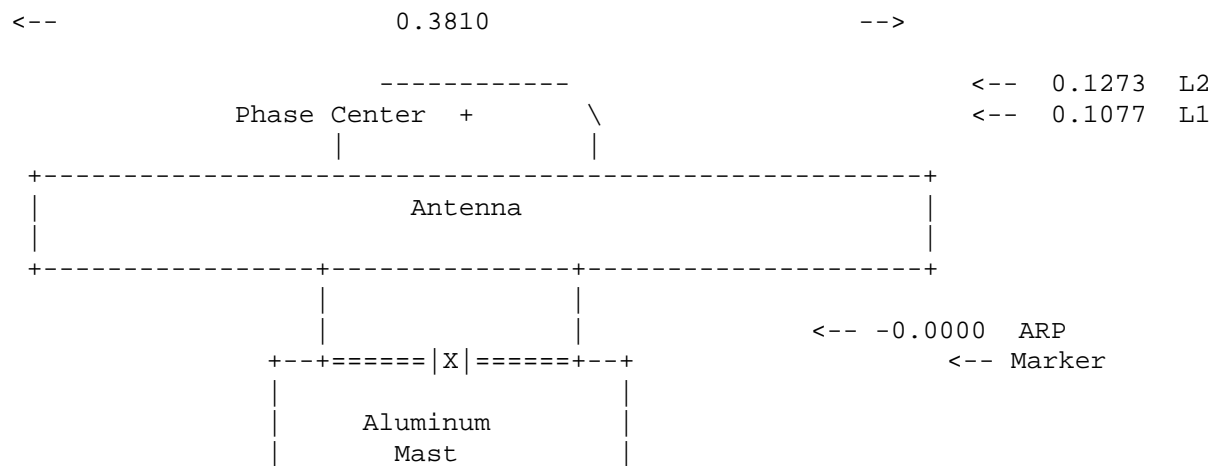 <-- 0.3810 -->
------------ <-- 0.1273 L2
Phase Center + \ <-- 0.1077 L1
| |
+-------------------------------------------------------+
| Antenna |
| |
+-----------------+---------------+---------------------+
| |
| | <-- -0.0000 ARP
+--+======|X|======+--+ <-- Marker
| |
| Aluminum |
| Mast |